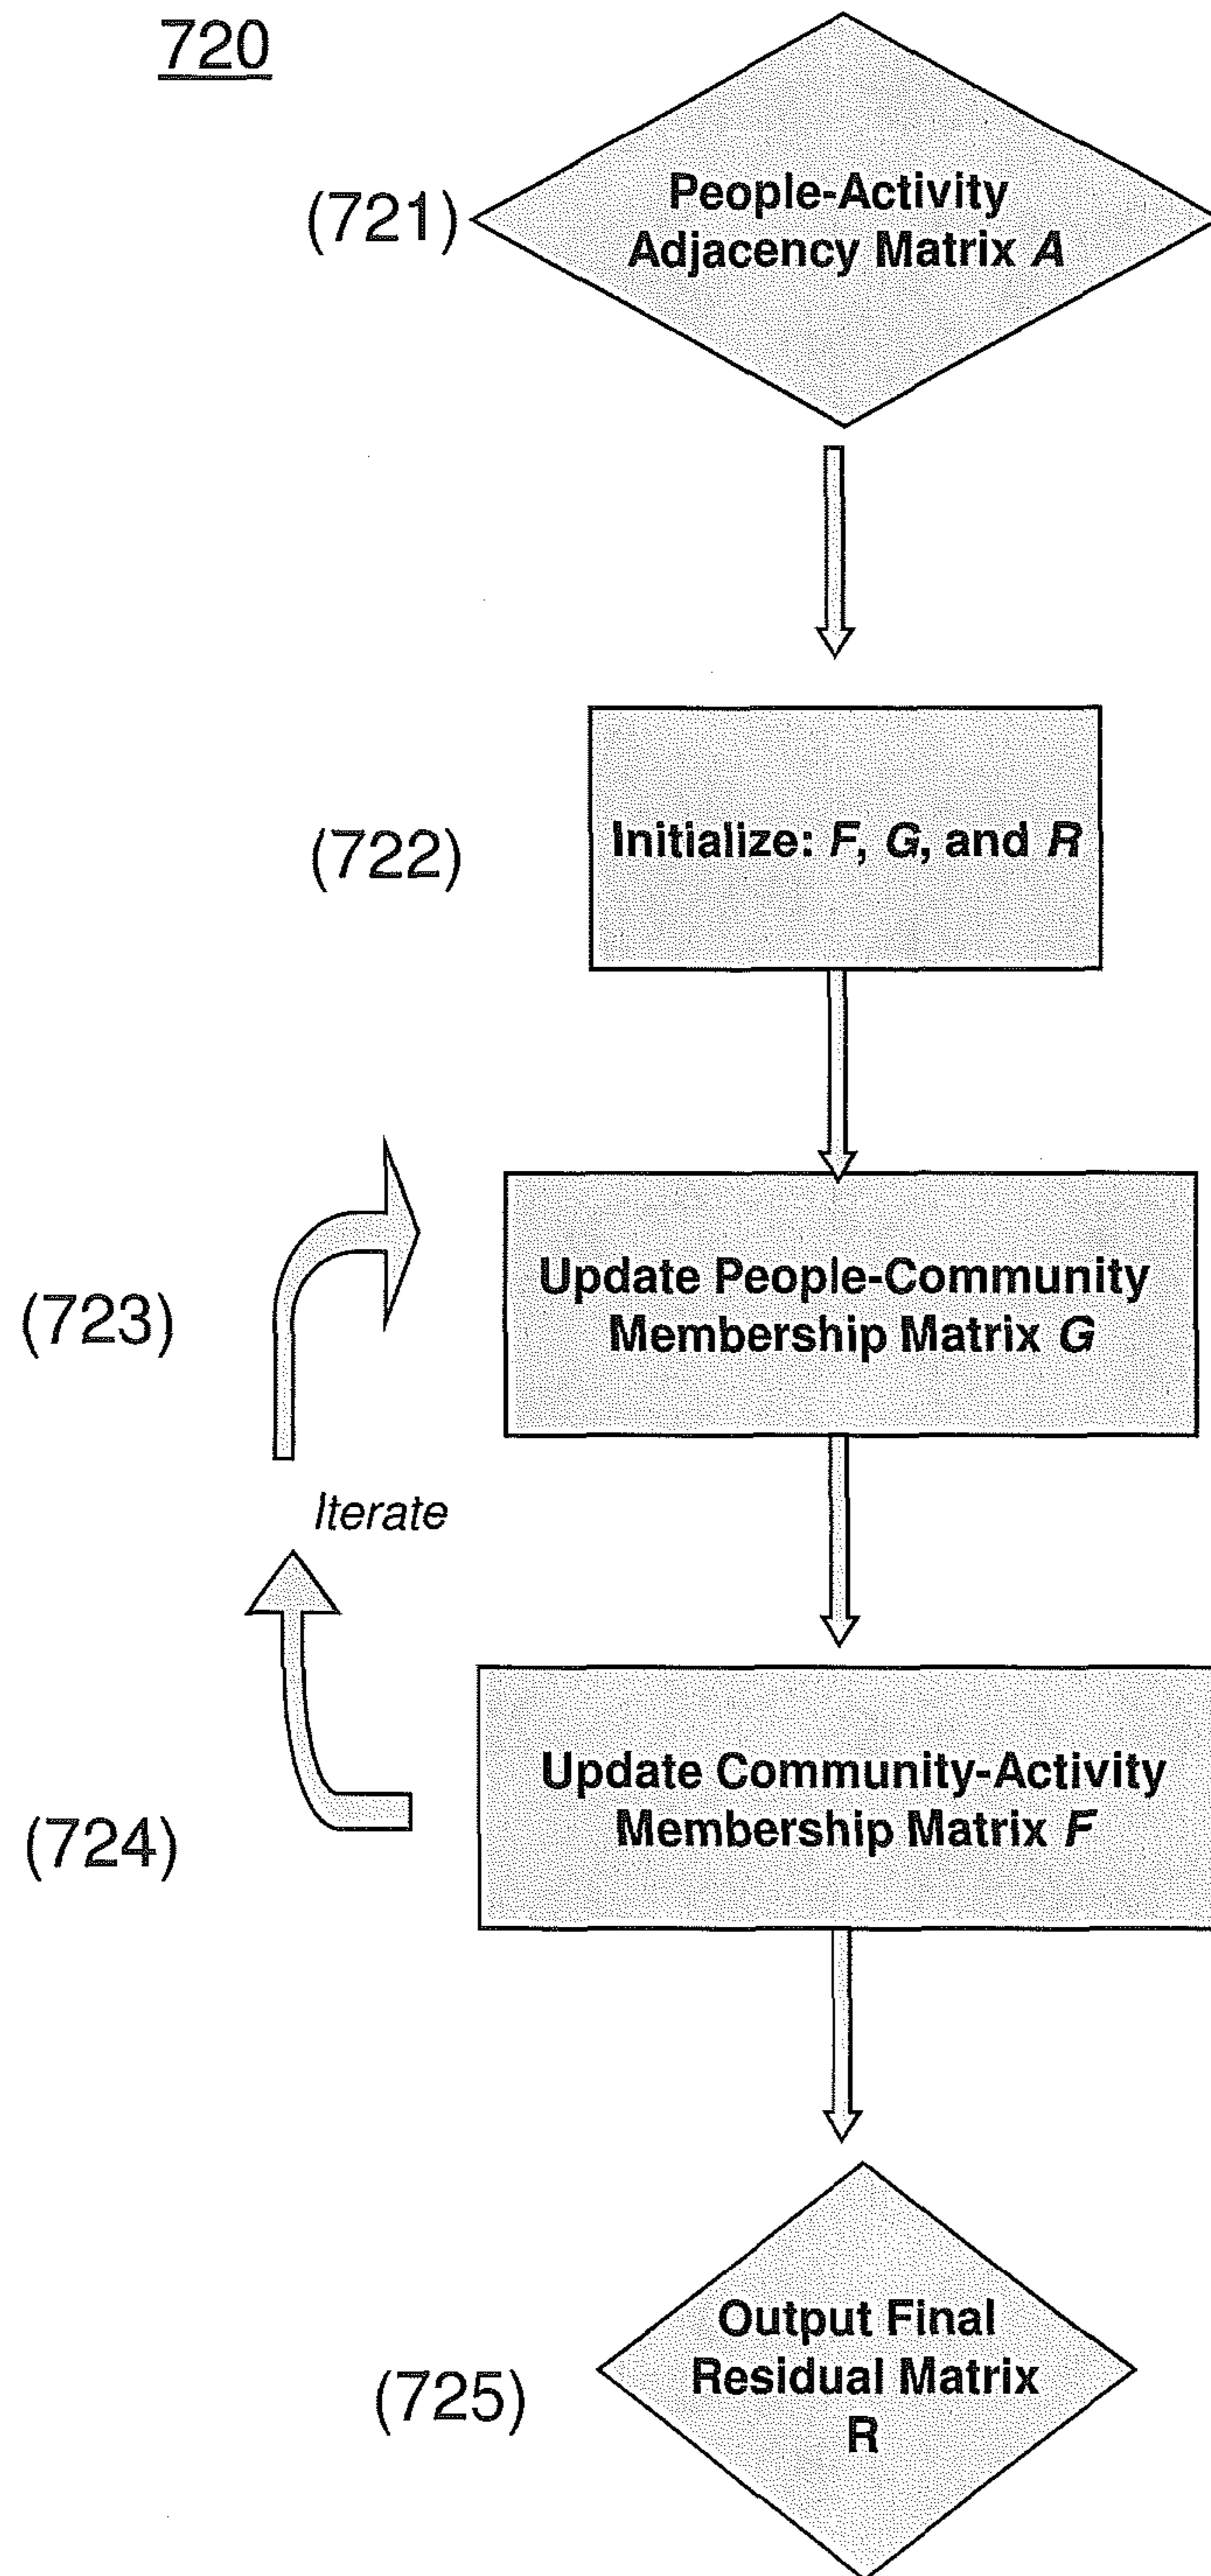 720
(721)
People-Activity
Adjacency Matrix A
(722)
Initialize: F, G, and R
(723)
Update People-Community
Membership Matrix G
Iterate
(724)
Update Community-Activity
Membership Matrix F
(725)
Output Final
Residual Matrix
R